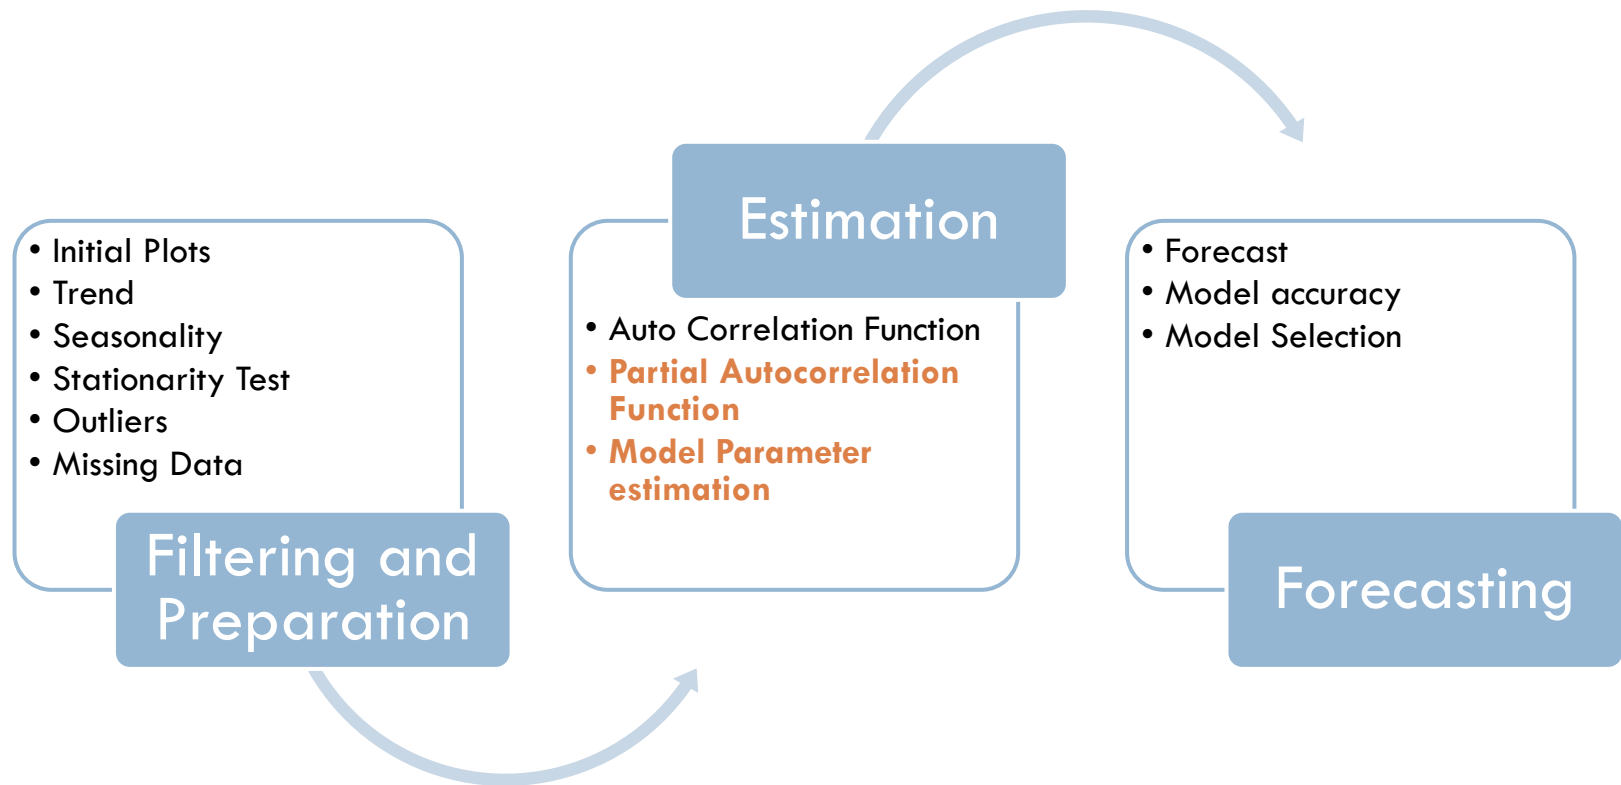 • Initial Plots
• Trend
• Seasonality
• Stationarity Test
• Outliers
• Missing Data
Filtering and
Preparation
Estimation
• Auto Correlation Function
• Partial Autocorrelation
Function
• Model Parameter
estimation
• Forecast
• Model accuracy
• Model Selection
Forecasting